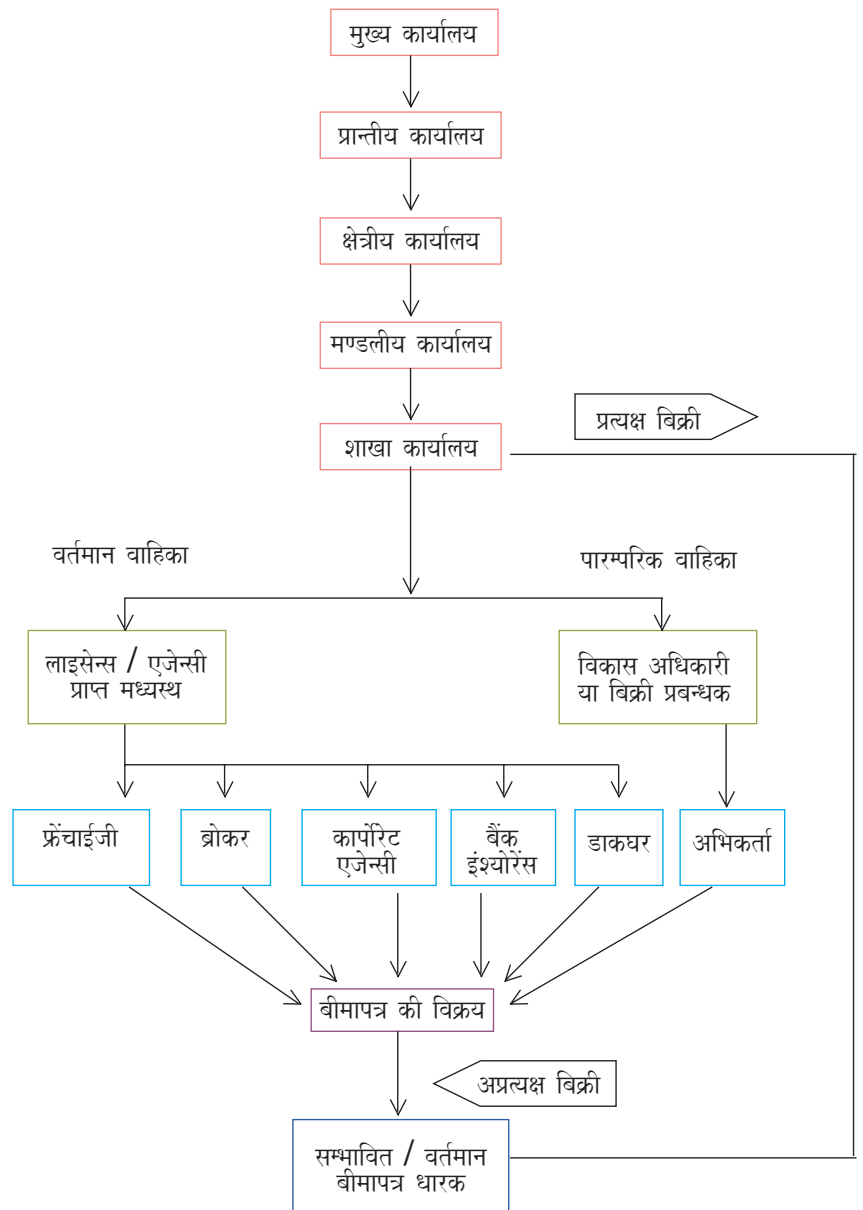 मुख्य कार्यालय
प्रान्तीय कार्यालय
क्षेत्रीय कार्यालय
मण्डलीय कार्यालय
प्रत्यक्ष बिक्री
शाखा कार्यालय
वर्तमान वाहिका
पारम्परिक वाहिका
लाइसेन्स / एजेन्सी
प्राप्त मध्यस्थ
विकास अधिकारी
या बिक्री प्रबन्धक
फ्रेंचाईजी
ब्रोकर
कार्पोरेट
एजेन्सी
बैंक
इंश्योरेंस
डाकघर
अभिकर्ता
बीमापत्र की विक्रय
अप्रत्यक्ष बिक्री
सम्भावित / वर्तमान
बीमापत्र धारक